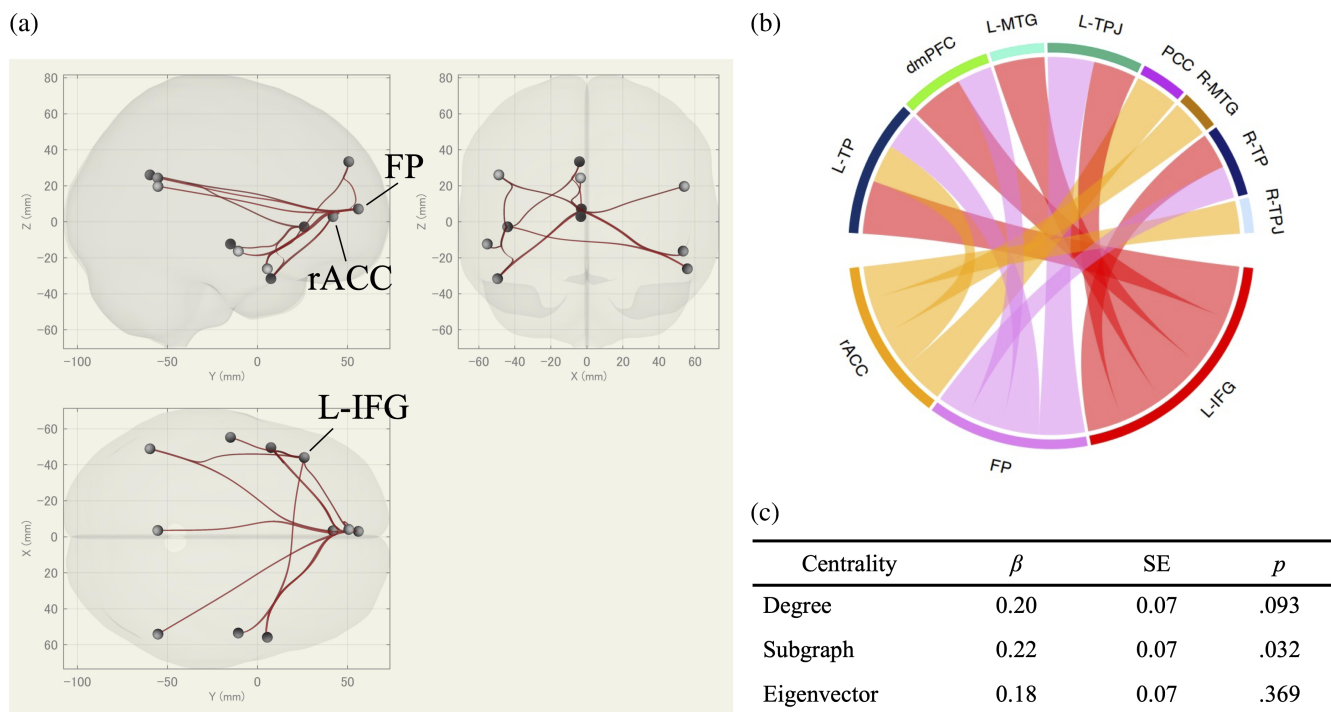 (a)
80
60
40
20
0
−20
−40
−60
Z (mm)
−100
−50
0
50
Y (mm)
FP
rACC
80
60
40
20
0
−20
−40
−60
Z (mm)
−60
−40
−20
0
20
40
60
X (mm)
−60
−40
−20
0
20
40
60
X (mm)
−100
−50
0
50
Y (mm)
L-IFG
(b)
L-TP
dmPFC
L-MTG
L-TPJ
PCC
R-MTG
R-TP
R-TPJ
rACC
FP
L-IFG
(c)
Centrality β SE p
Degree 0.20 0.07 .093
Subgraph 0.22 0.07 .032
Eigenvector 0.18 0.07 .369